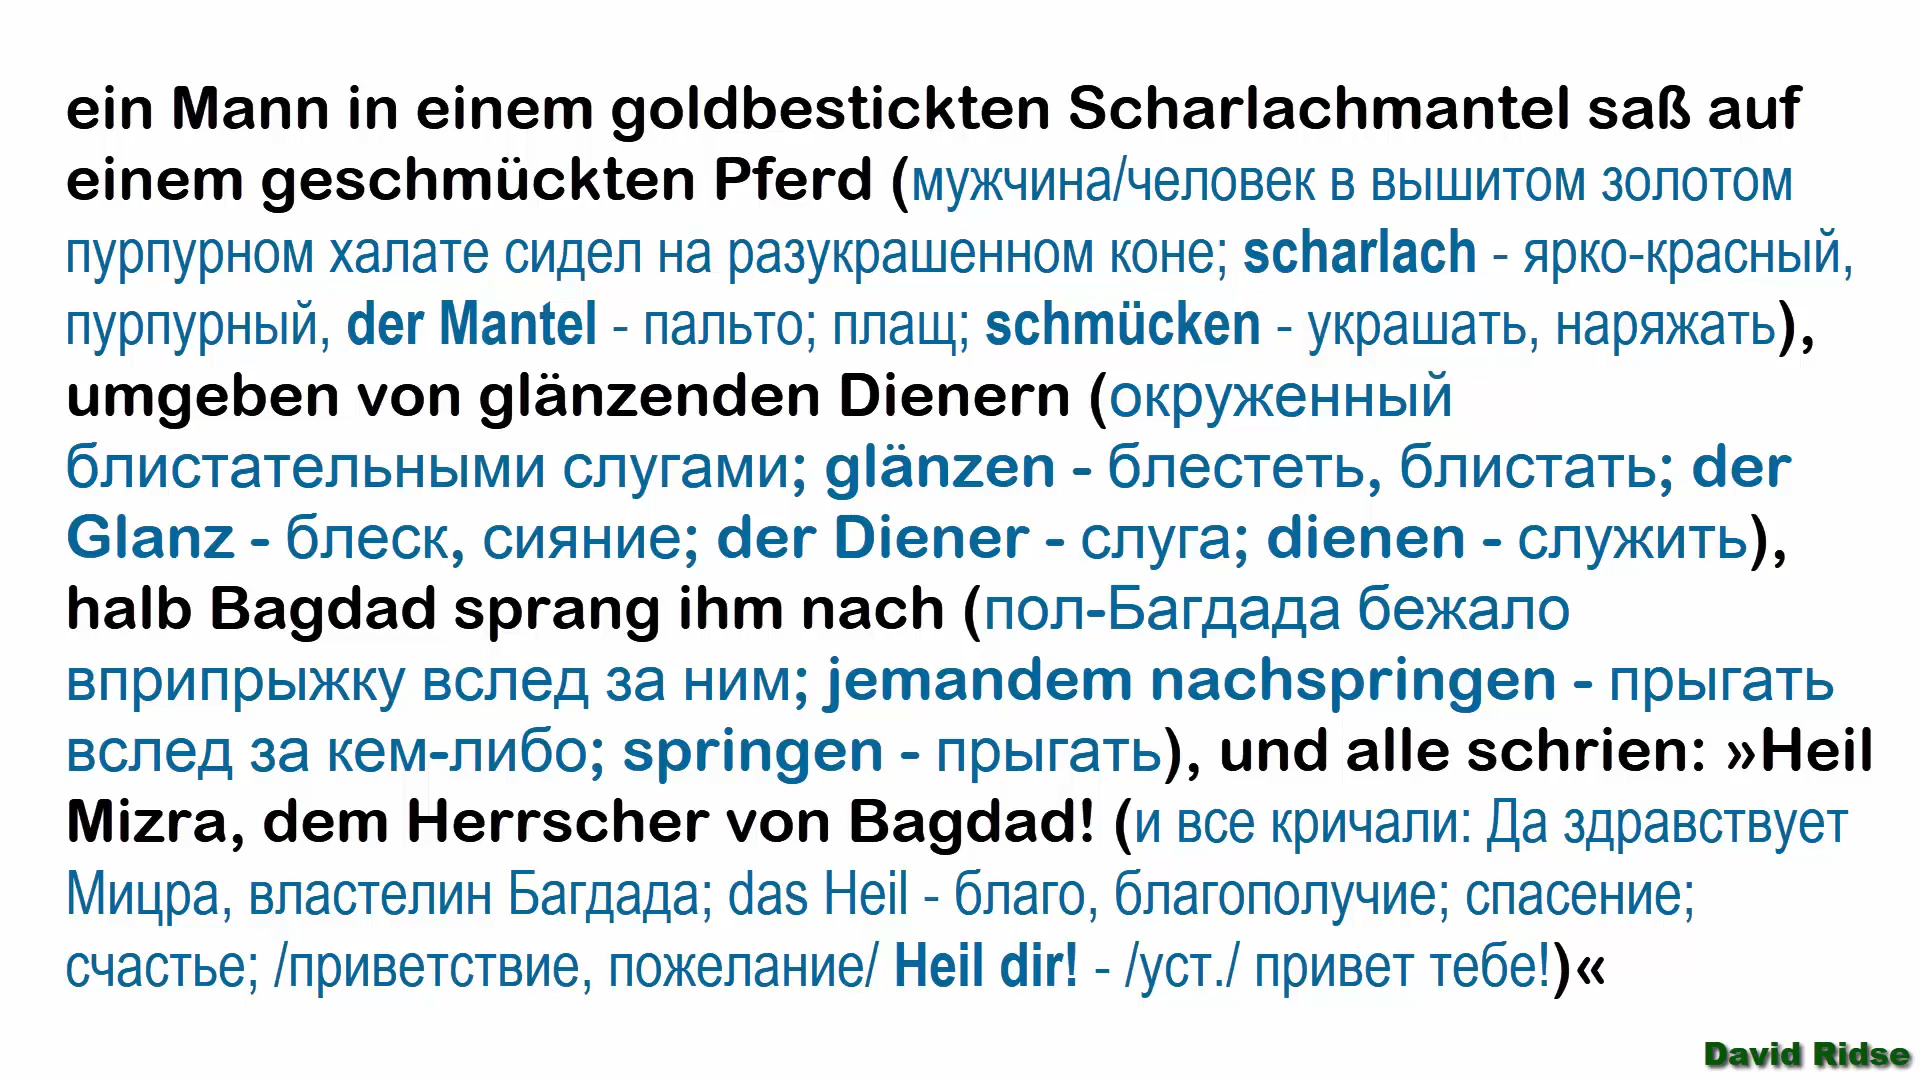 ein Mann in einem goldbestickten Scharlachmantel saß auf
einem geschmückten Pferd (мужчина/человек в вышитом золотом
пурпурном халате сидел на разукрашенном коне; scharlach - ярко-красный,
пурпурный, der Mantel - пальто; плащ; schmücken - украшать, наряжать),
umgeben von glänzenden Dienern (окруженный
блистательными слугами; glänzen - блестеть, блистать; der
Glanz - блеск, сияние; der Diener - слуга; dienen - служить),
halb Bagdad sprang ihm nach (пол-Багдада бежало
вприпрыжку вслед за ним; jemandem nachspringen - прыгать
вслед за кем-либо; springen - прыгать), und alle schrien: »Heil
Mizra, dem Herrscher von Bagdad! (и все кричали: Да здравствует
Мицра, властелин Багдада; das Heil - благо, благополучие; спасение;
счастье; /приветствие, пожелание/ Heil dir! - /уст./ привет тебе!)«
David Ridse